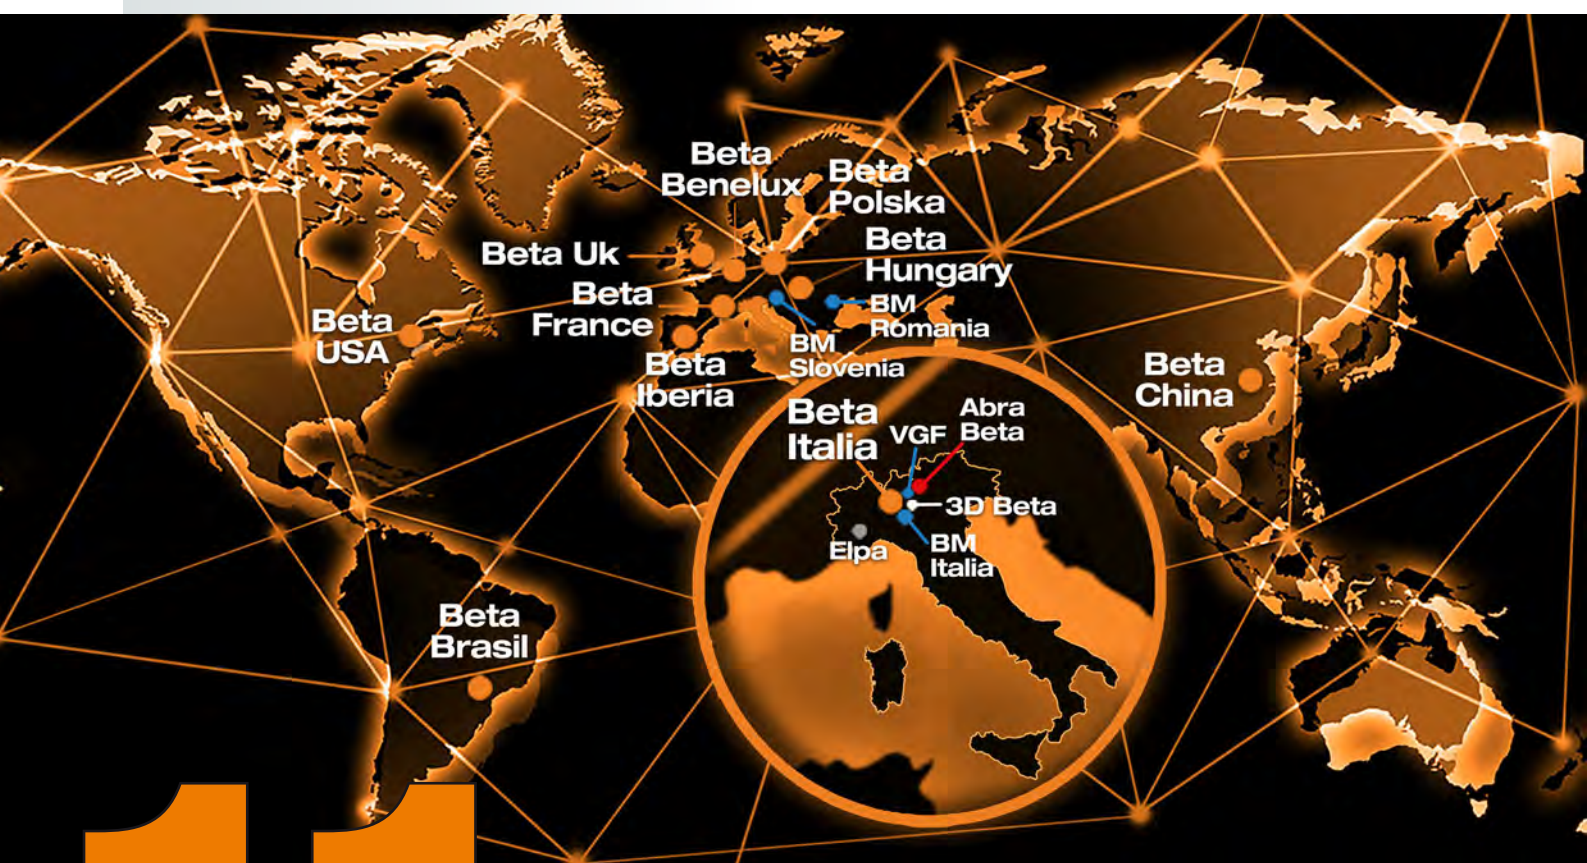 Beta
Benelux
Beta
Polska
Beta Uk
Beta
Hungary
Beta
France
BM
Romania
Beta
USA
BM
Slovenia
Beta
Iberia
Beta
China
Beta
Italia
VGF
Abra
Beta
3D Beta
Elpa
BM
Italia
Beta
Brasil
11